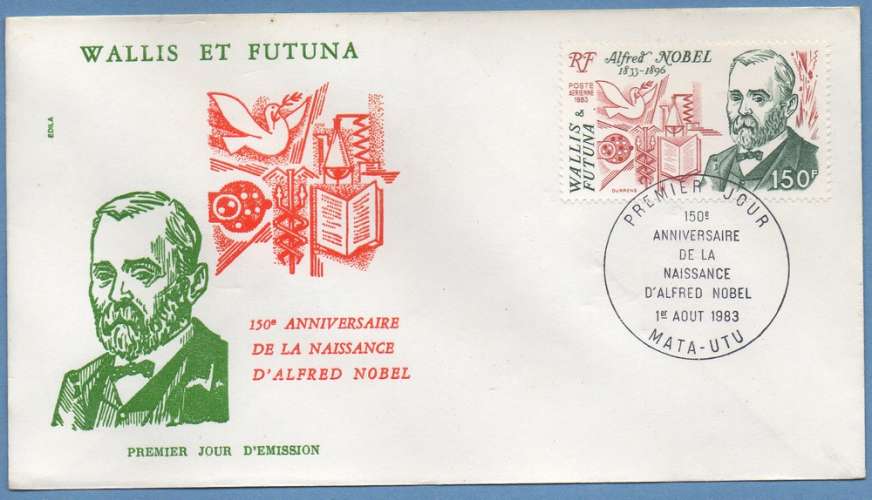 WALLIS ET FUTUNA
EDILA
150e ANNIVERSAIRE
DE LA NAISSANCE
D'ALFRED NOBEL
PREMIER JOUR D'EMISSION
RF
Alfred NOBEL
1833-1896
POSTE
AERIENNE
1983
WALLIS &
FUTUNA
DURRENS
150F
PREMIER JOUR
150e
ANNIVERSAIRE
DE LA
NAISSANCE
D'ALFRED NOBEL
1er AOUT 1983
MATA-UTU